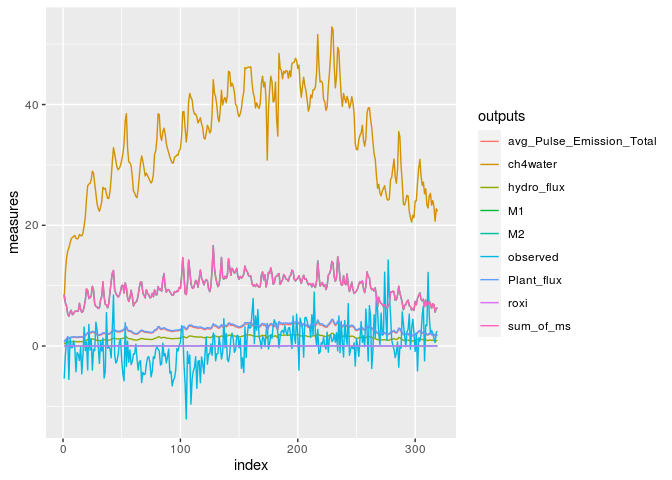 40
20
0
measures
0
100
200
300
index
outputs
avg_Pulse_Emission_Total
ch4water
hydro_flux
M1
M2
observed
Plant_flux
roxi
sum_of_ms